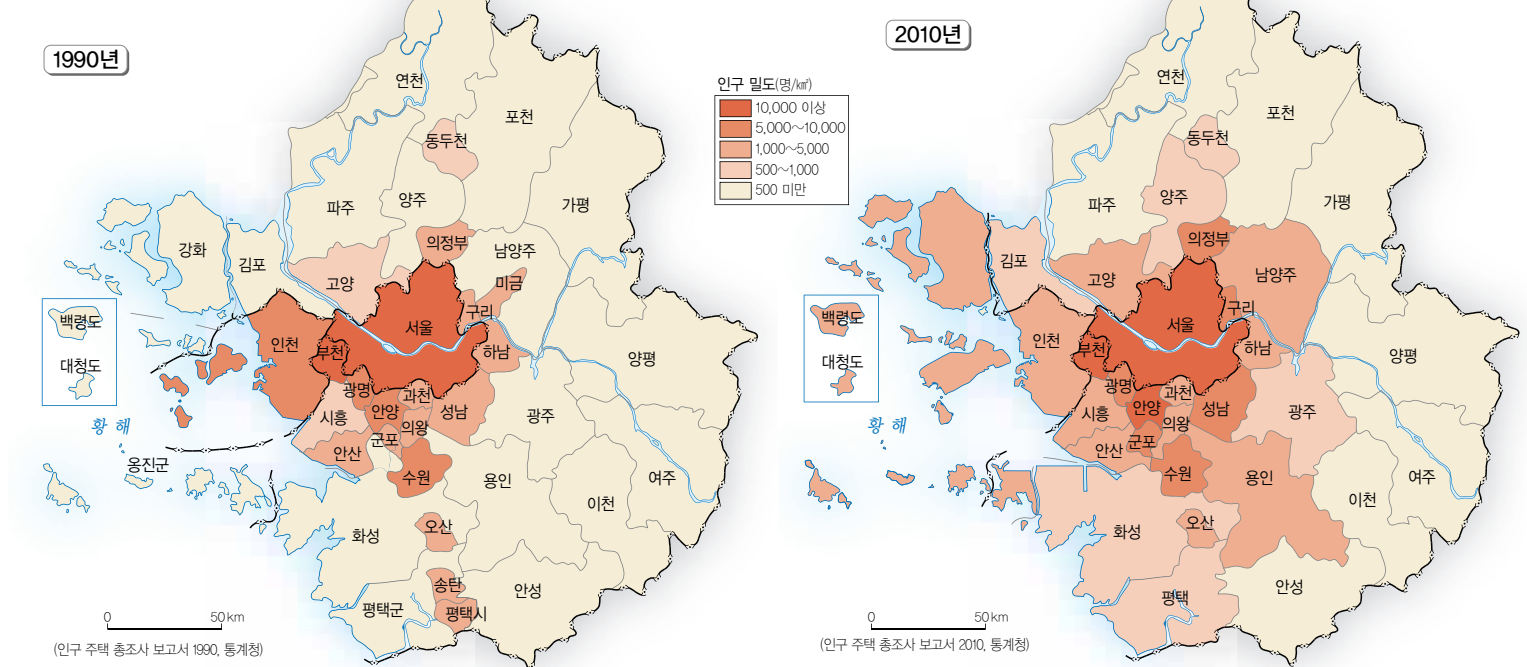 1990년
연천
포천
동두천
양주
파주
가평
의정부
남양주
강화
김포
고양
미금
구리
서울
백령도
대청도
인천
부천
하남
양평
광명
과천
시흥
안양
성남
광주
의왕
군포
안산
황해
옹진군
수원
용인
여주
이천
화성
오산
송탄
안성
평택군
평택시
0 50km
(인구 주택 총조사 보고서 1990, 통계청)
인구 밀도(명/㎢)
10,000 이상
5,000~10,000
1,000~5,000
500~1,000
500 미만
2010년
연천
포천
동두천
양주
파주
가평
의정부
남양주
김포
고양
구리
서울
백령도
대청도
인천
부천
하남
양평
광명
과천
시흥
안양
성남
광주
의왕
군포
안산
황해
수원
용인
여주
이천
화성
오산
안성
평택
0 50km
(인구 주택 총조사 보고서 2010, 통계청)